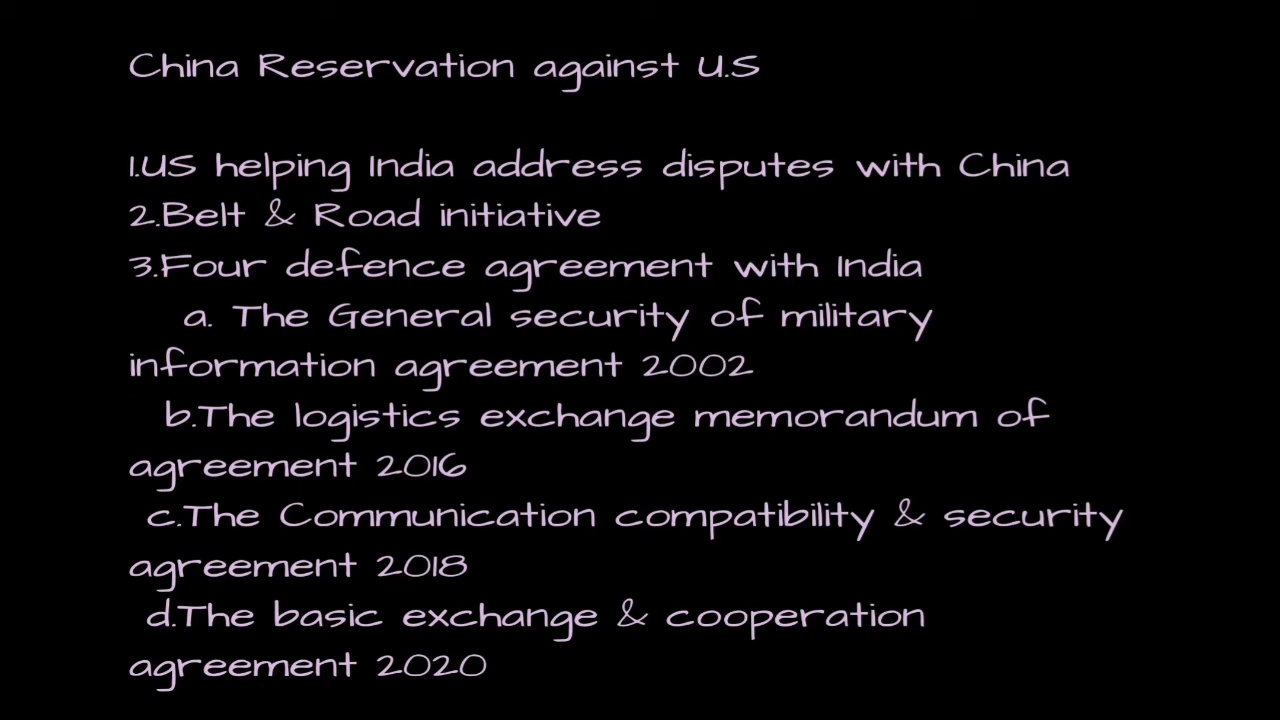 China Reservation against U.S
1.US helping India address disputes with China
2.Belt & Road initiative
3.Four defence agreement with India
a. The General security of military
information agreement 2002
b.The logistics exchange memorandum of
agreement 2016
c.The Communication compatibility & security
agreement 2018
d.The basic exchange & cooperation
agreement 2020